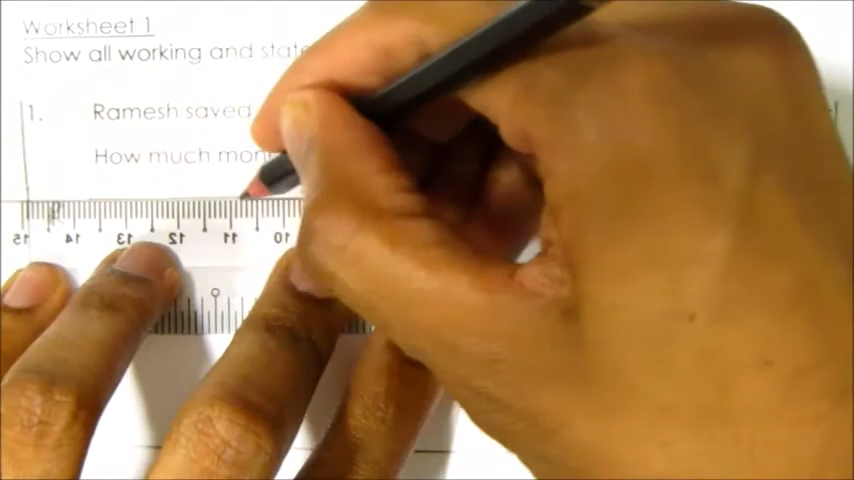 Worksheet 1
Show all working and state
1. Ramesh saved
How much mon
15 14 13 12 11 10